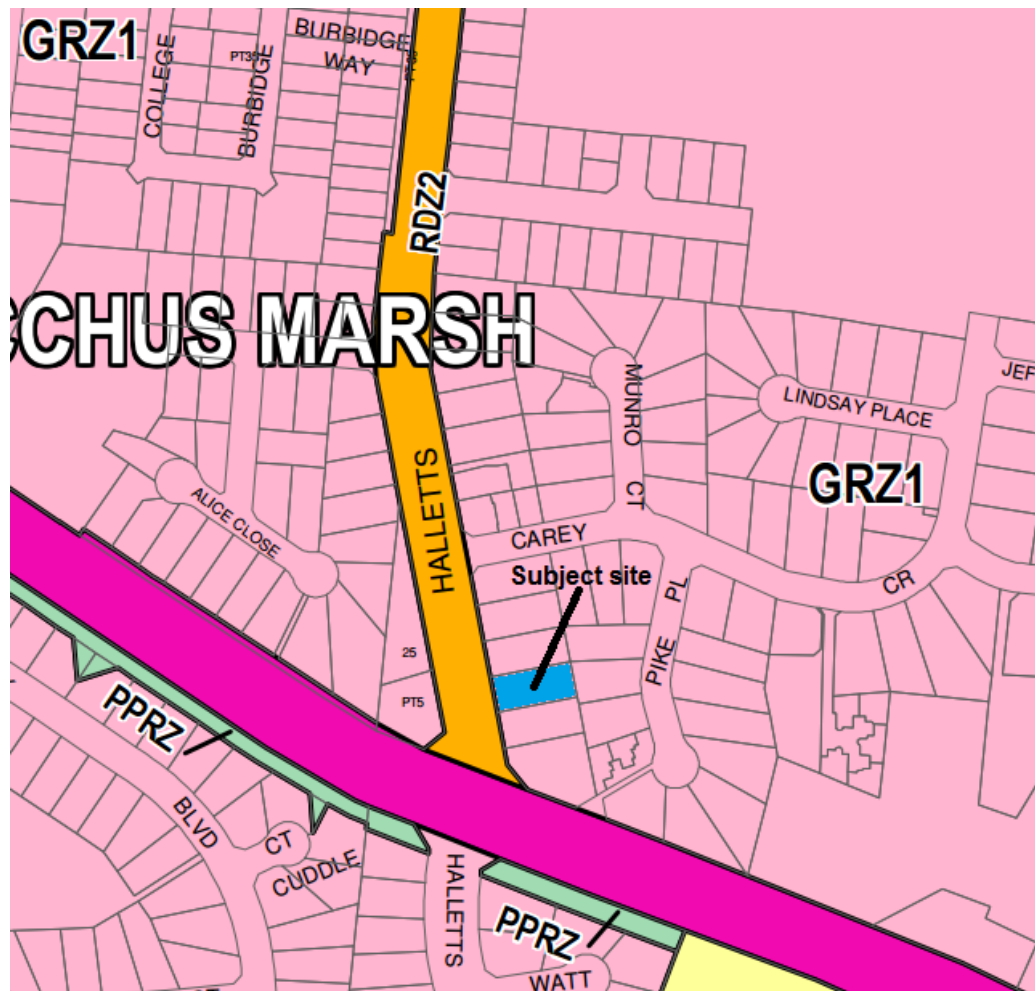 GRZ1
BURBIDGE
WAY
PT35
COLLEGE
BURBIDGE
RDZ2
CCHUS MARSH
MUNRO CT
LINDSAY PLACE
JEF
GRZ1
HALLETTS
ALICE CLOSE
CAREY
CR
Subject site
PIKE PL
25
PT5
PPRZ
BLVD
CT
CUDDLE
HALLETTS
PPRZ
WATT